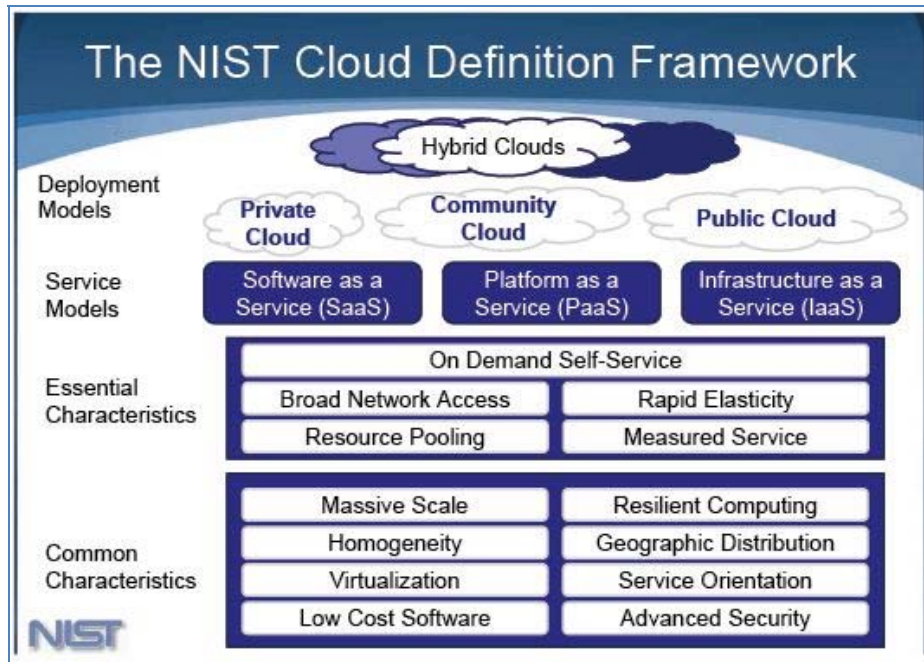 The NIST Cloud Definition Framework
Hybrid Clouds
Deployment
Models
Private
Cloud
Community
Cloud
Public Cloud
Service
Models
Software as a
Service (SaaS)
Platform as a
Service (PaaS)
Infrastructure as a
Service (IaaS)
Essential
Characteristics
On Demand Self-Service
Broad Network Access
Rapid Elasticity
Resource Pooling
Measured Service
Common
Characteristics
Massive Scale
Resilient Computing
Homogeneity
Geographic Distribution
Virtualization
Service Orientation
Low Cost Software
Advanced Security
NIST